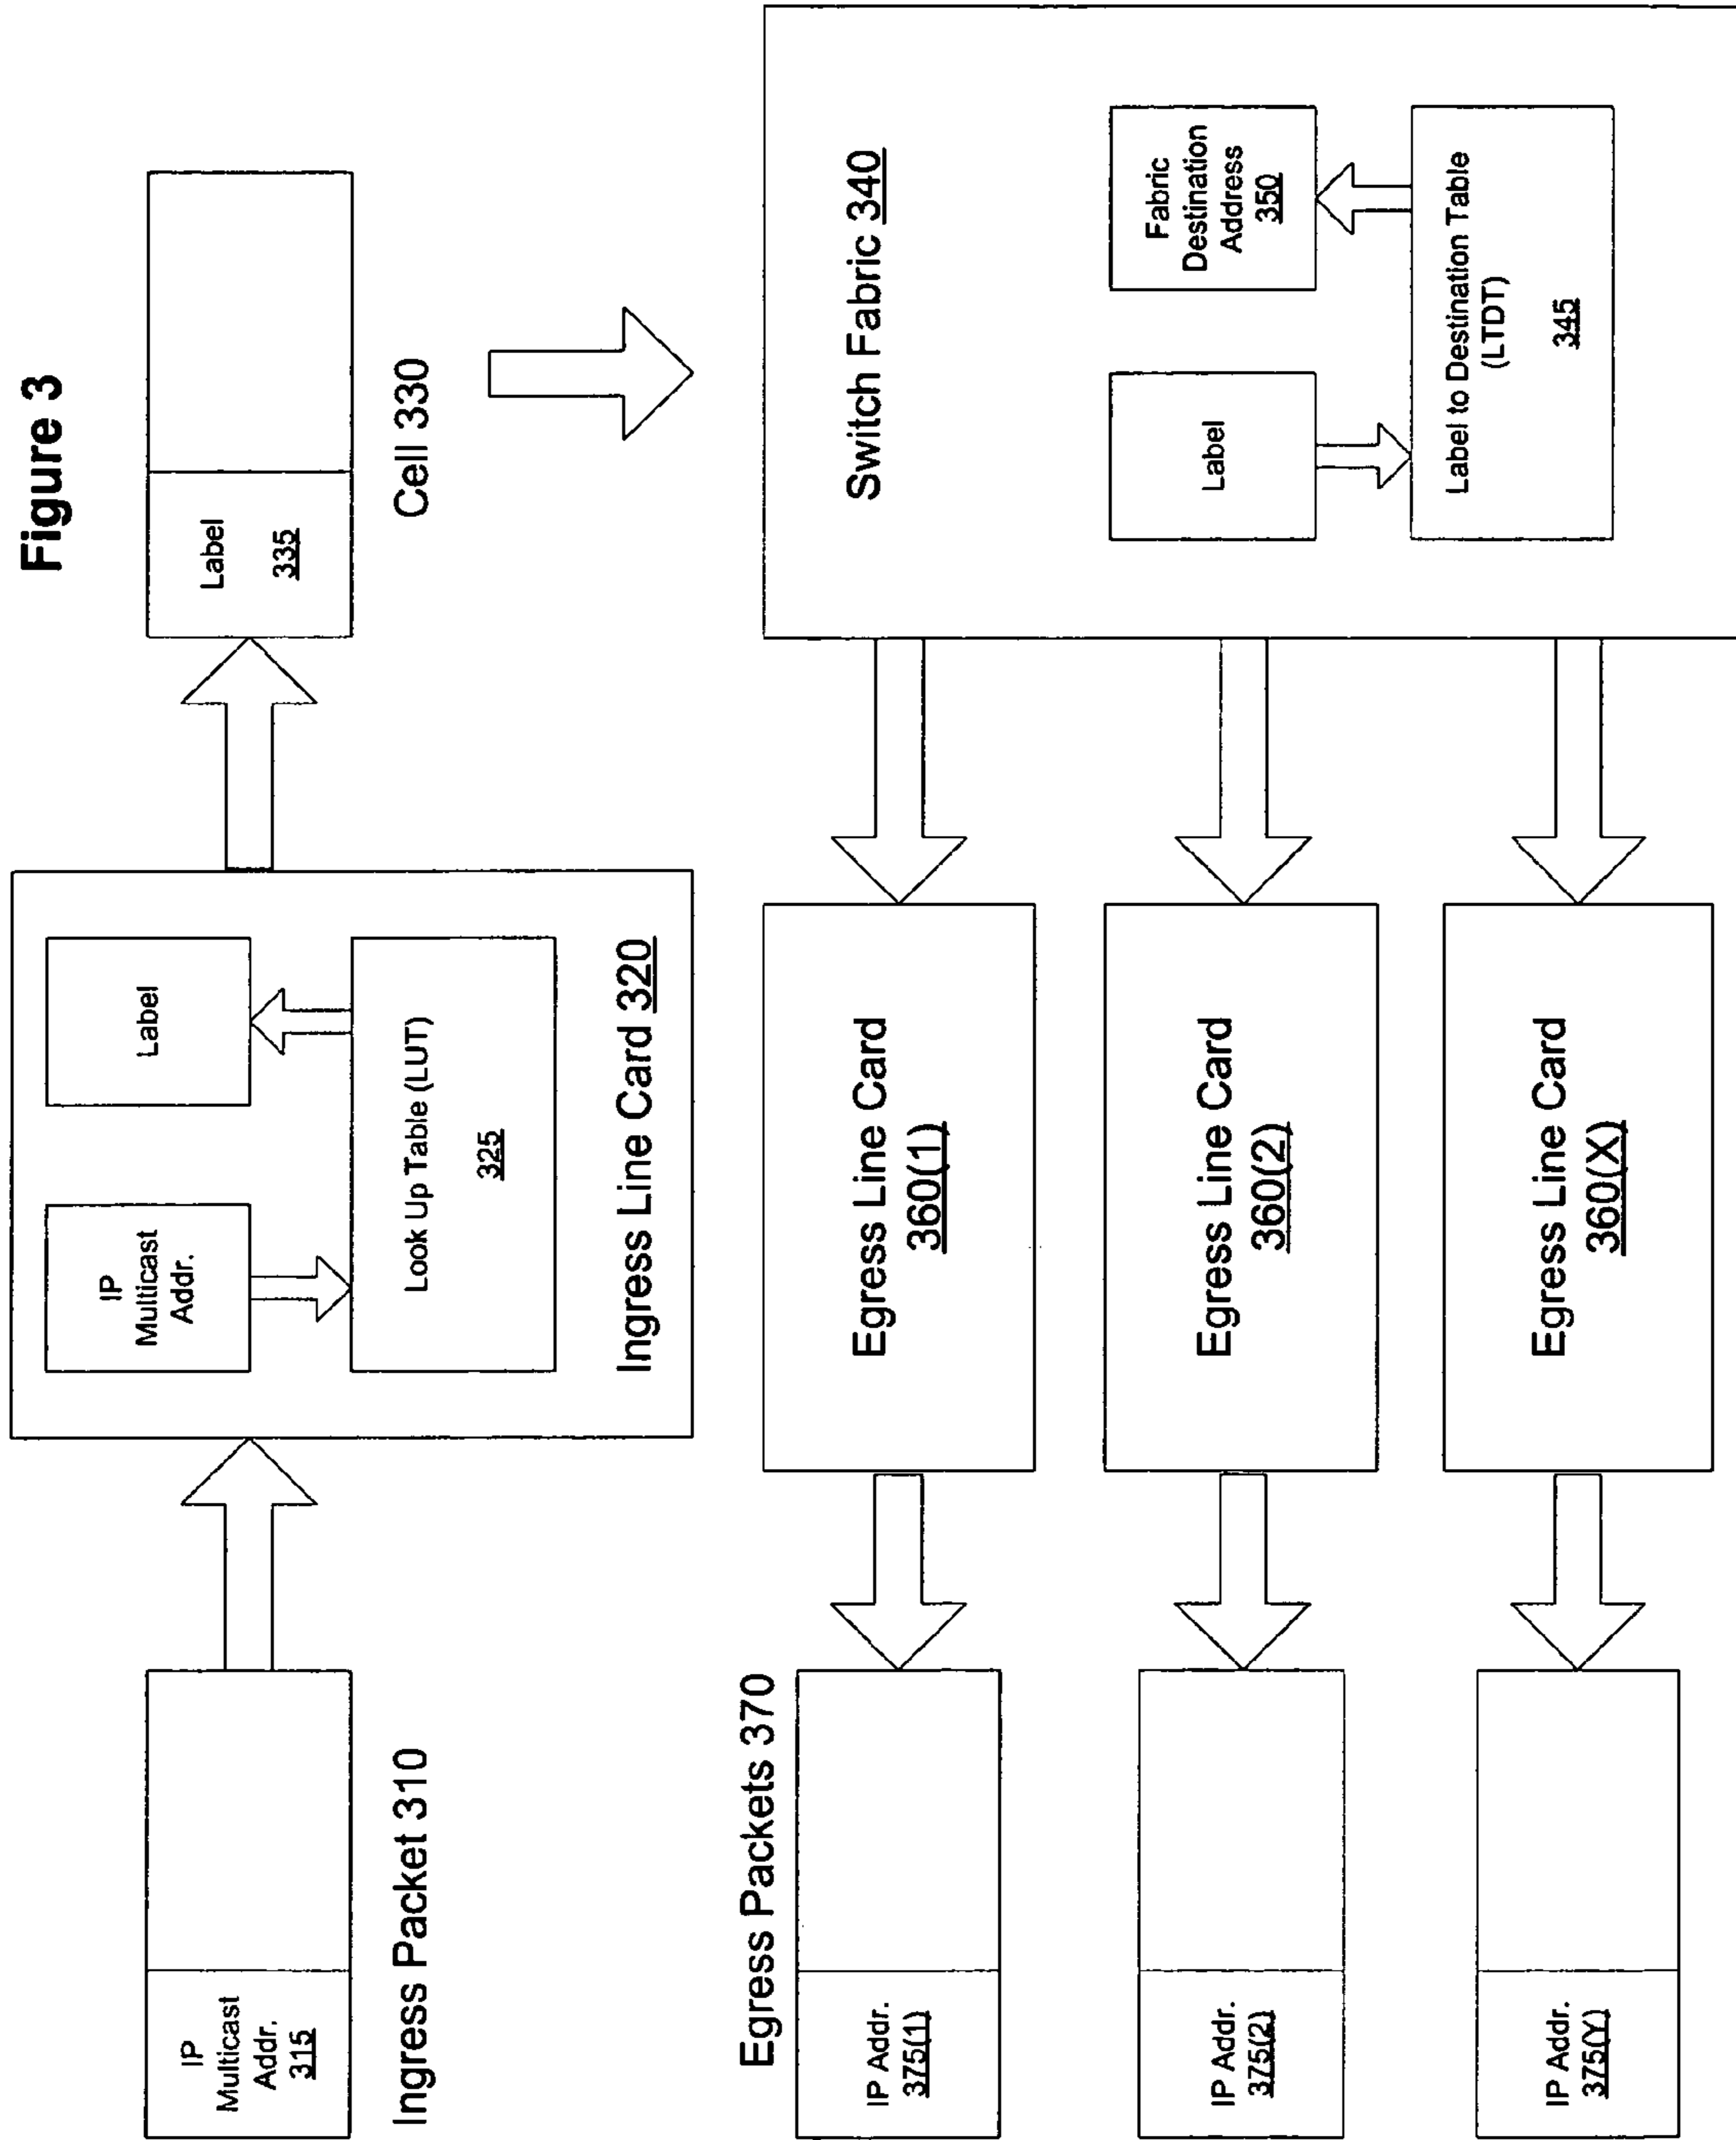 Figure 3
IP
Multicast
Addr.
315
Ingress Packet 310
IP
Multicast
Addr.
Label
Look Up Table (LUT)
325
Ingress Line Card 320
Label
335
Cell 330
Switch Fabric 340
Label
Fabric
Destination
Address
350
Label to Destination Table
(LTDT)
345
Egress Line Card
360(1)
Egress Line Card
360(2)
Egress Line Card
360(X)
Egress Packets 370
IP Addr.
375(1)
IP Addr.
375(2)
IP Addr.
375(Y)